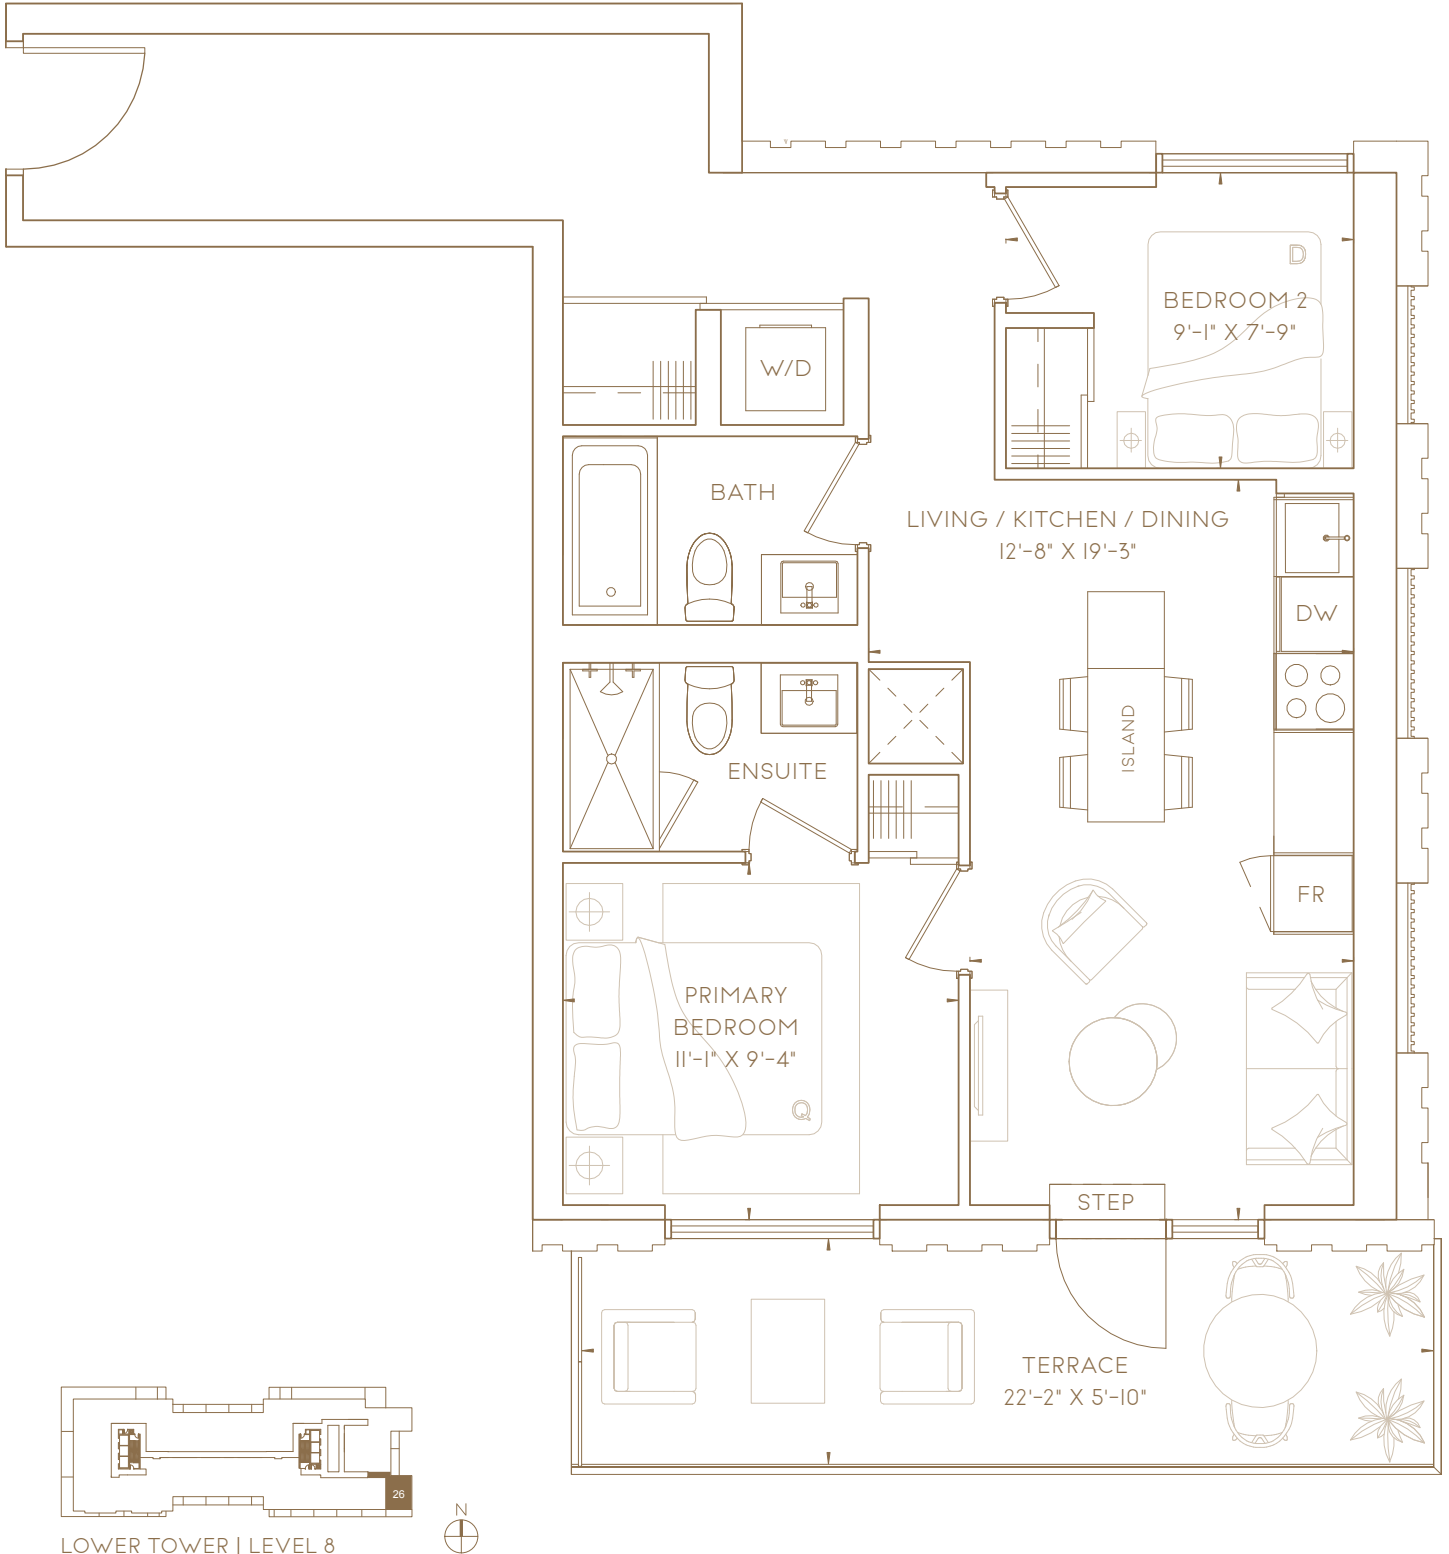 D
BEDROOM 2
9'-1" X 7'-9"
W/D
BATH
LIVING / KITCHEN / DINING
12'-8" X 19'-3"
DW
ISLAND
ENSUITE
FR
PRIMARY
BEDROOM
11'-1" X 9'-4"
Q
STEP
TERRACE
22'-2" X 5'-10"
26
N
LOWER TOWER | LEVEL 8